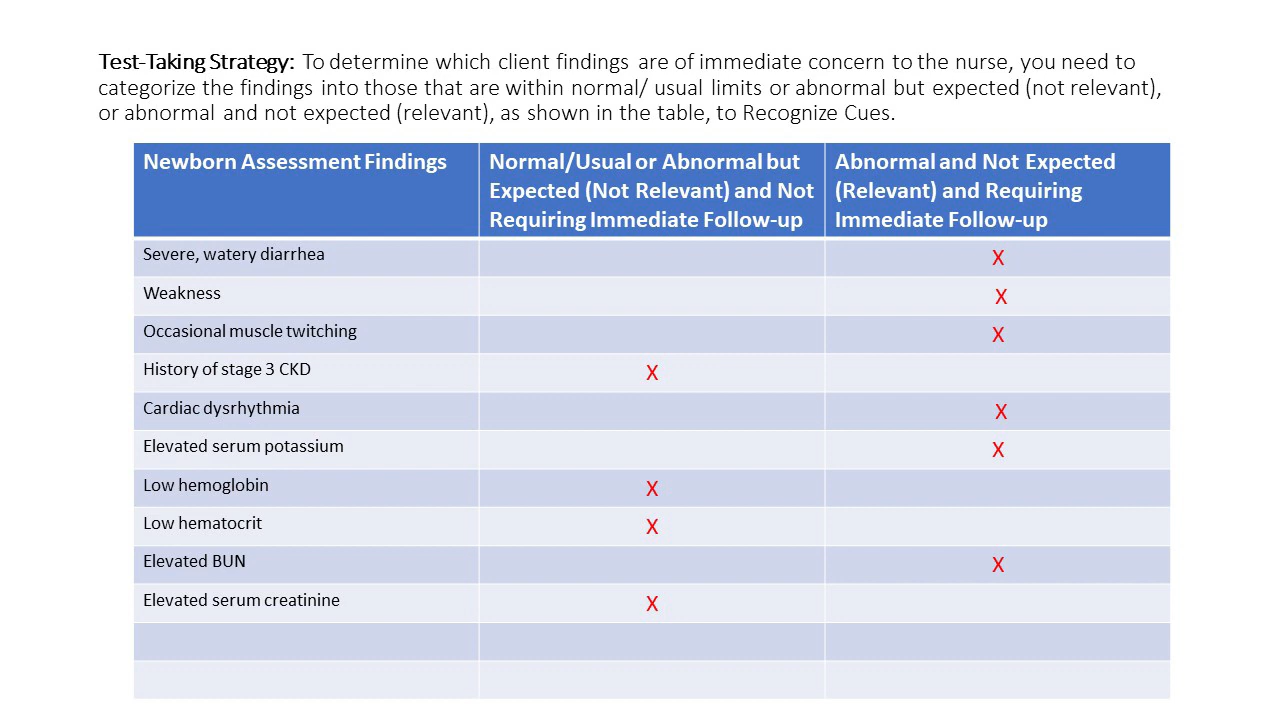 Test-Taking Strategy: To determine which client findings are of immediate concern to the nurse, you need to
categorize the findings into those that are within normal/ usual limits or abnormal but expected (not relevant),
or abnormal and not expected (relevant), as shown in the table, to Recognize Cues.
Newborn Assessment Findings
Normal/Usual or Abnormal but
Expected (Not Relevant) and Not
Requiring Immediate Follow-up
Abnormal and Not Expected
(Relevant) and Requiring
Immediate Follow-up
Severe, watery diarrhea X
Weakness X
Occasional muscle twitching X
History of stage 3 CKD X
Cardiac dysrhythmia X
Elevated serum potassium X
Low hemoglobin X
Low hematocrit X
Elevated BUN X
Elevated serum creatinine X